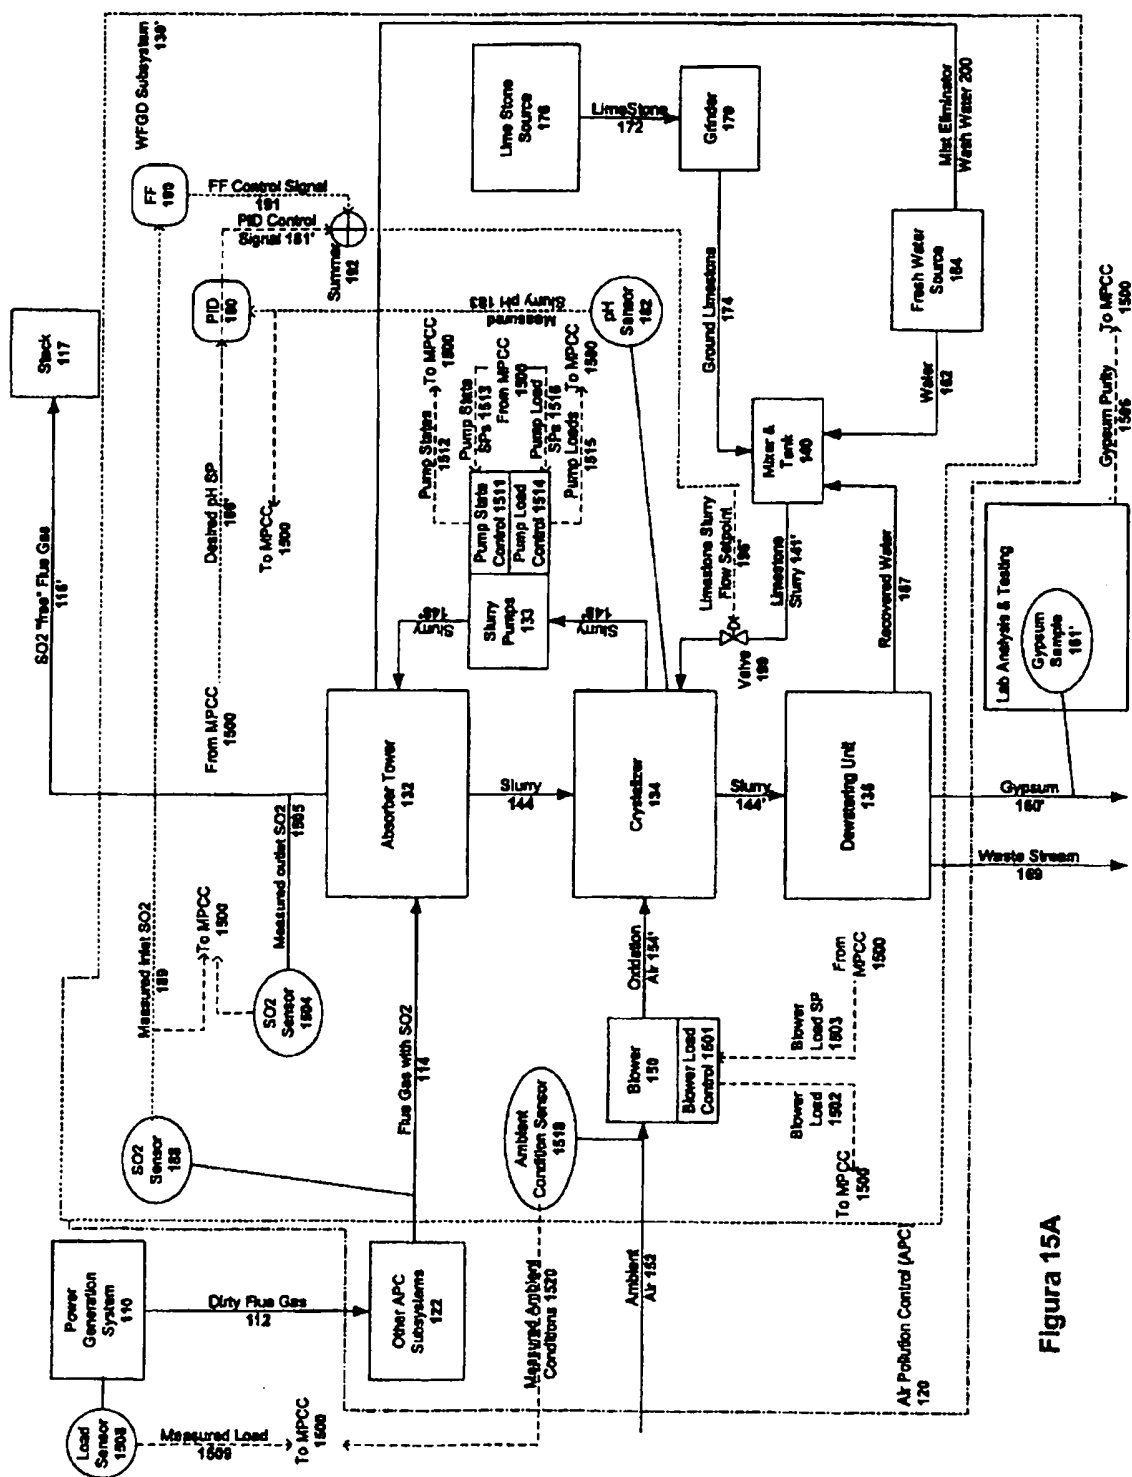 Load
Sensor
1508
Measured Load
1509
To MPCC
1500
Power
Generation
System
110
Dirty Flue Gas
112
Other APC
Subsystems
122
SO2
Sensor
188
Measured Inlet SO2
189
To MPCC
1500
SO2
Sensor
1504
Measured outlet SO2
1505
SO2 "free" Flue Gas
116'
Stack
117
From MPCC
1500
Desired pH SP
186'
To MPCC
1500
PID
180
FF
190
WFGD Subsystem
130'
FF Control Signal
191
PID Control
Signal 181'
Summer
192
Measured
Slurry pH 183
pH
Sensor
182
Flue Gas with SO2
114
Absorber Tower
132
Slurry
144
Slurry
148'
Slurry
Pumps
133
Slurry
148'
Pump State
Control 1511
Pump Load
Control 1514
Pump States
1512
To MPCC
1500
Pump State
SPs 1513
From MPCC
1500
Pump Load
SPs 1516
Pump Loads
1515
To MPCC
1500
Lime Stone
Source
176
LimeStone
172
Grinder
170
Ground Limestone
174
Mist Eliminator
Wash Water 200
Fresh Water
Source
164
Water
162
Mixer &
Tank
140
Limestone Slurry
Flow Setpoint
196'
Limestone
Slurry 141'
Valve
199
Recovered Water
167
Crystalizer
134
Slurry
144'
Dewatering Unit
136
Ambient
Condition Sensor
1518
Measured Ambient
Conditions 1520
Ambient
Air 152
Blower
150
Blower Load
Control 1501
Oxidation
Air 154'
Blower
Load 1502
Blower
Load SP
1503
To MPCC
1500
From
MPCC
1500
Air Pollution Control (APC)
120
Waste Stream
169
Gypsum
160'
Lab Analysis & Testing
Gypsum
Sample
161'
Gypsum Purity
1506
To MPCC
1500
Figura 15A